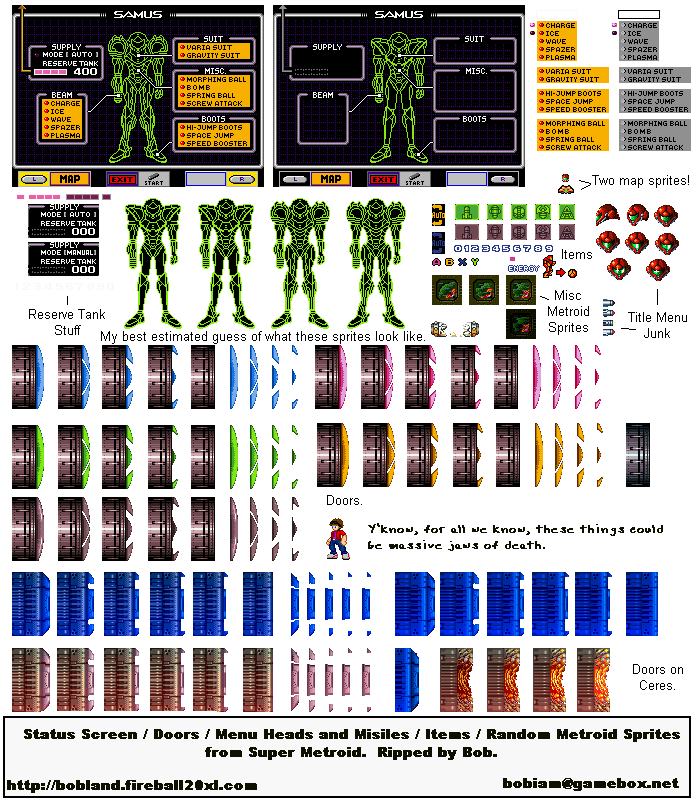 SAMUS
SUPPLY
MODE [ AUTO ]
RESERVE TANK
400
BEAM
CHARGE
ICE
WAVE
SPAZER
PLASMA
SUIT
VARIA SUIT
GRAVITY SUIT
MISC.
MORPHING BALL
BOMB
SPRING BALL
SCREW ATTACK
BOOTS
HI-JUMP BOOTS
SPACE JUMP
SPEED BOOSTER
L MAP EXIT START R
SAMUS
SUPPLY
BEAM
SUIT
MISC.
BOOTS
L MAP EXIT START R
CHARGE
ICE
WAVE
SPAZER
PLASMA
VARIA SUIT
GRAVITY SUIT
HI-JUMP BOOTS
SPACE JUMP
SPEED BOOSTER
MORPHING BALL
BOMB
SPRING BALL
SCREW ATTACK
CHARGE
ICE
WAVE
SPAZER
PLASMA
VARIA SUIT
GRAVITY SUIT
HI-JUMP BOOTS
SPACE JUMP
SPEED BOOSTER
MORPHING BALL
BOMB
SPRING BALL
SCREW ATTACK
Two map sprites!
SUPPLY
MODE [ AUTO ]
RESERVE TANK
000
SUPPLY
MODE [MANUAL]
RESERVE TANK
000
1234567890
Reserve Tank
Stuff
My best estimated guess of what these sprites look like.
AUTO
AUTO
0123456789
A B X Y
ENERGY
Items
Misc
Metroid
Sprites
Title Menu
Junk
Doors.
Y'know, for all we know, these things could
be massive jaws of death.
Doors on
Ceres.
Status Screen / Doors / Menu Heads and Misiles / Items / Random Metroid Sprites
from Super Metroid. Ripped by Bob.
http://bobland.fireball20xl.com
bobiam@gamebox.net